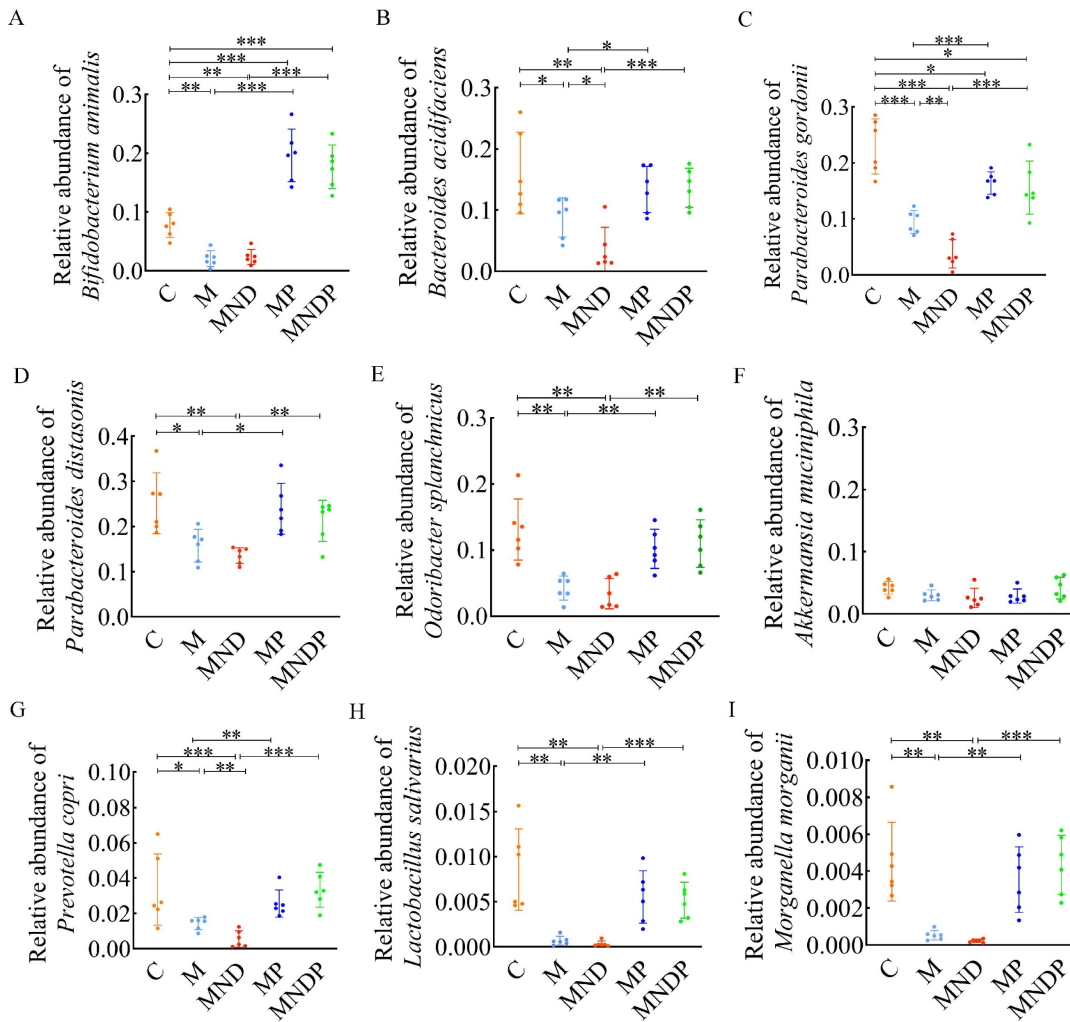 A
Relative abundance of
Bifidobacterium animalis
***
***
** ***
** ***
0.3
0.2
0.1
0.0
C M MND MP MNDP
B
Relative abundance of
Bacteroides acidifaciens
*
** ***
* *
0.3
0.2
0.1
0.0
C M MND MP MNDP
C
Relative abundance of
Parabacteroides gordonii
***
*
*
*** ***
*** **
0.3
0.2
0.1
0.0
C M MND MP MNDP
D
Relative abundance of
Parabacteroides distasonis
** **
* *
0.4
0.3
0.2
0.1
0.0
C M MND MP MNDP
E
Relative abundance of
Odoribacter splanchnicus
** **
** **
0.3
0.2
0.1
0.0
C M MND MP MNDP
F
Relative abundance of
Akkermansia muciniphila
0.3
0.2
0.1
0.0
C M MND MP MNDP
G
Relative abundance of
Prevotella copri
**
*** ***
* **
0.10
0.08
0.06
0.04
0.02
0.00
C M MND MP MNDP
H
Relative abundance of
Lactobacillus salivarius
** ***
** **
0.020
0.015
0.010
0.005
0.000
C M MND MP MNDP
I
Relative abundance of
Morganella morganii
** ***
** **
0.010
0.008
0.006
0.004
0.002
0.000
C M MND MP MNDP